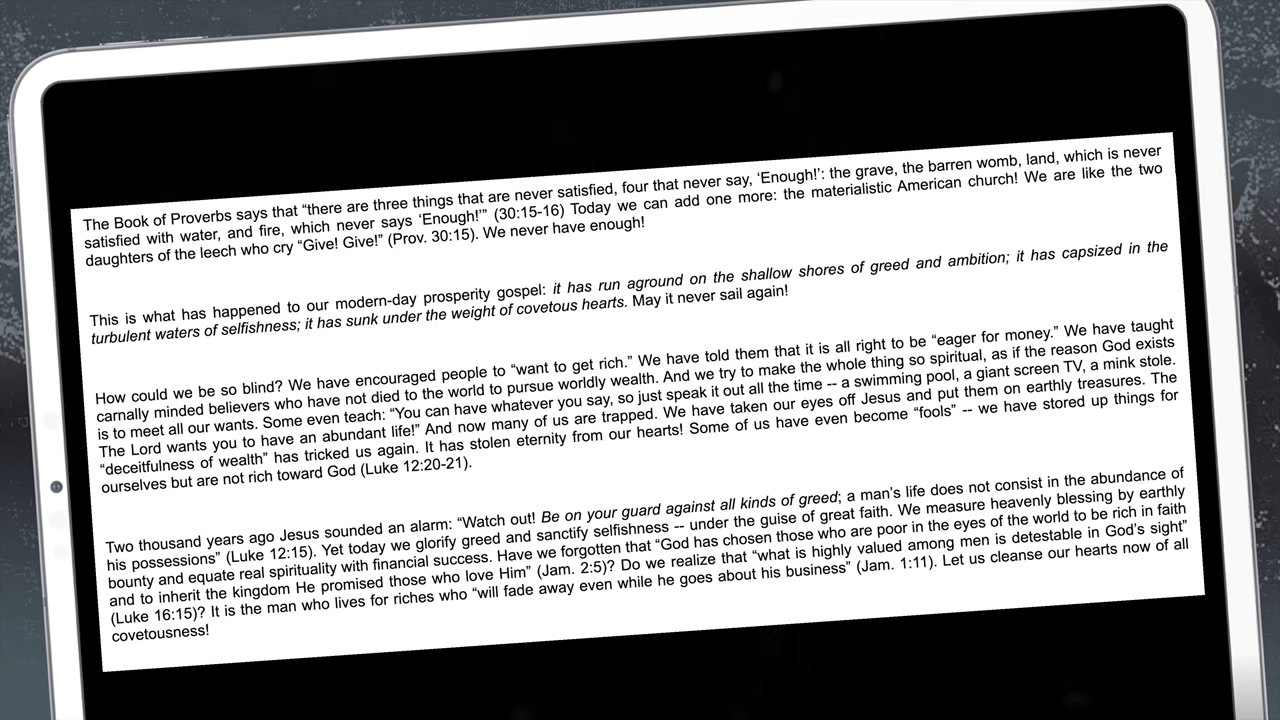 The Book of Proverbs says that “there are three things that are never satisfied, four that never say, ‘Enough!’: the grave, the barren womb, land, which is never
satisfied with water, and fire, which never says ‘Enough!’” (30:15-16) Today we can add one more: the materialistic American church! We are like the two
daughters of the leech who cry “Give! Give!” (Prov. 30:15). We never have enough!
This is what has happened to our modern-day prosperity gospel: it has run aground on the shallow shores of greed and ambition; it has capsized in the
turbulent waters of selfishness; it has sunk under the weight of covetous hearts. May it never sail again!
How could we be so blind? We have encouraged people to “want to get rich.” We have told them that it is all right to be “eager for money.” We have taught
carnally minded believers who have not died to the world to pursue worldly wealth. And we try to make the whole thing so spiritual, as if the reason God exists
is to meet all our wants. Some even teach: “You can have whatever you say, so just speak it out all the time -- a swimming pool, a giant screen TV, a mink stole.
The Lord wants you to have an abundant life!” And now many of us are trapped. We have taken our eyes off Jesus and put them on earthly treasures. The
“deceitfulness of wealth” has tricked us again. It has stolen eternity from our hearts! Some of us have even become “fools” -- we have stored up things for
ourselves but are not rich toward God (Luke 12:20-21).
Two thousand years ago Jesus sounded an alarm: “Watch out! Be on your guard against all kinds of greed; a man’s life does not consist in the abundance of
his possessions” (Luke 12:15). Yet today we glorify greed and sanctify selfishness -- under the guise of great faith. We measure heavenly blessing by earthly
bounty and equate real spirituality with financial success. Have we forgotten that “God has chosen those who are poor in the eyes of the world to be rich in faith
and to inherit the kingdom He promised those who love Him” (Jam. 2:5)? Do we realize that “what is highly valued among men is detestable in God’s sight”
(Luke 16:15)? It is the man who lives for riches who “will fade away even while he goes about his business” (Jam. 1:11). Let us cleanse our hearts now of all
covetousness!